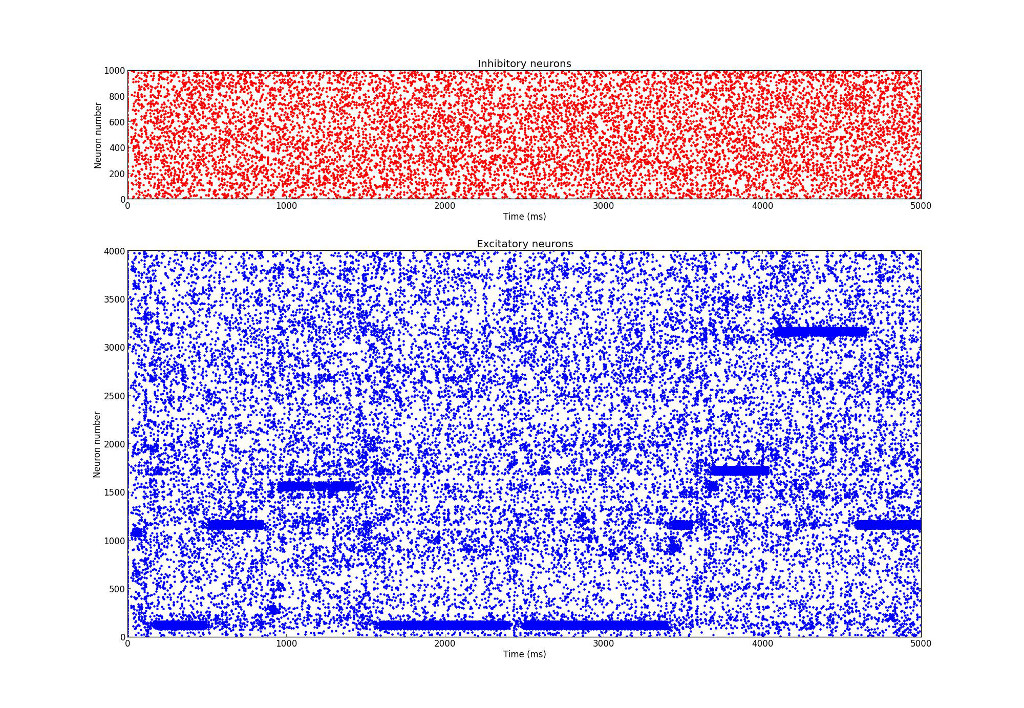 Inhibitory neurons
1000
800
600
400
200
0
Neuron number
0 1000 2000 3000 4000 5000
Time (ms)
Excitatory neurons
4000
3500
3000
2500
2000
1500
1000
500
0
Neuron number
0 1000 2000 3000 4000 5000
Time (ms)